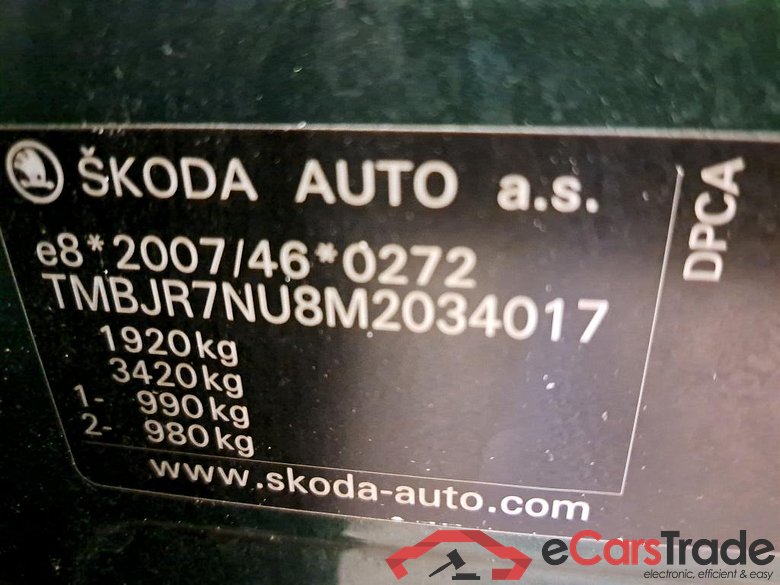 ŠKODA AUTO a.s.
DPCA
e8*2007/46*0272
TMBJR7NU8M2034017
1920kg
3420kg
1- 990kg
2- 980kg
www.skoda-auto.com
eCarsTrade
electronic, efficient & easy